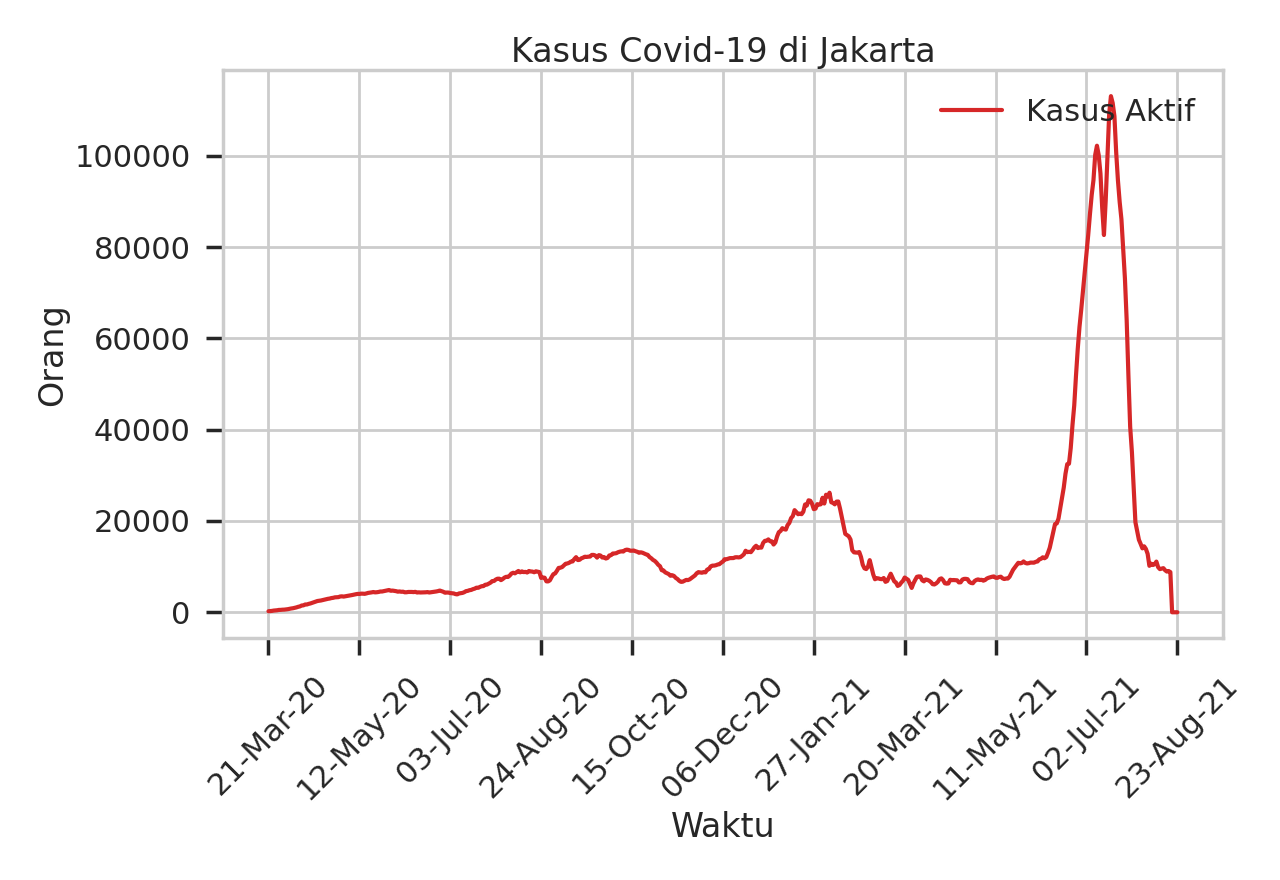 Kasus Covid-19 di Jakarta
Kasus Aktif
100000
80000
60000
40000
20000
0
Orang
21-Mar-20
12-May-20
03-Jul-20
24-Aug-20
15-Oct-20
06-Dec-20
27-Jan-21
20-Mar-21
11-May-21
02-Jul-21
23-Aug-21
Waktu